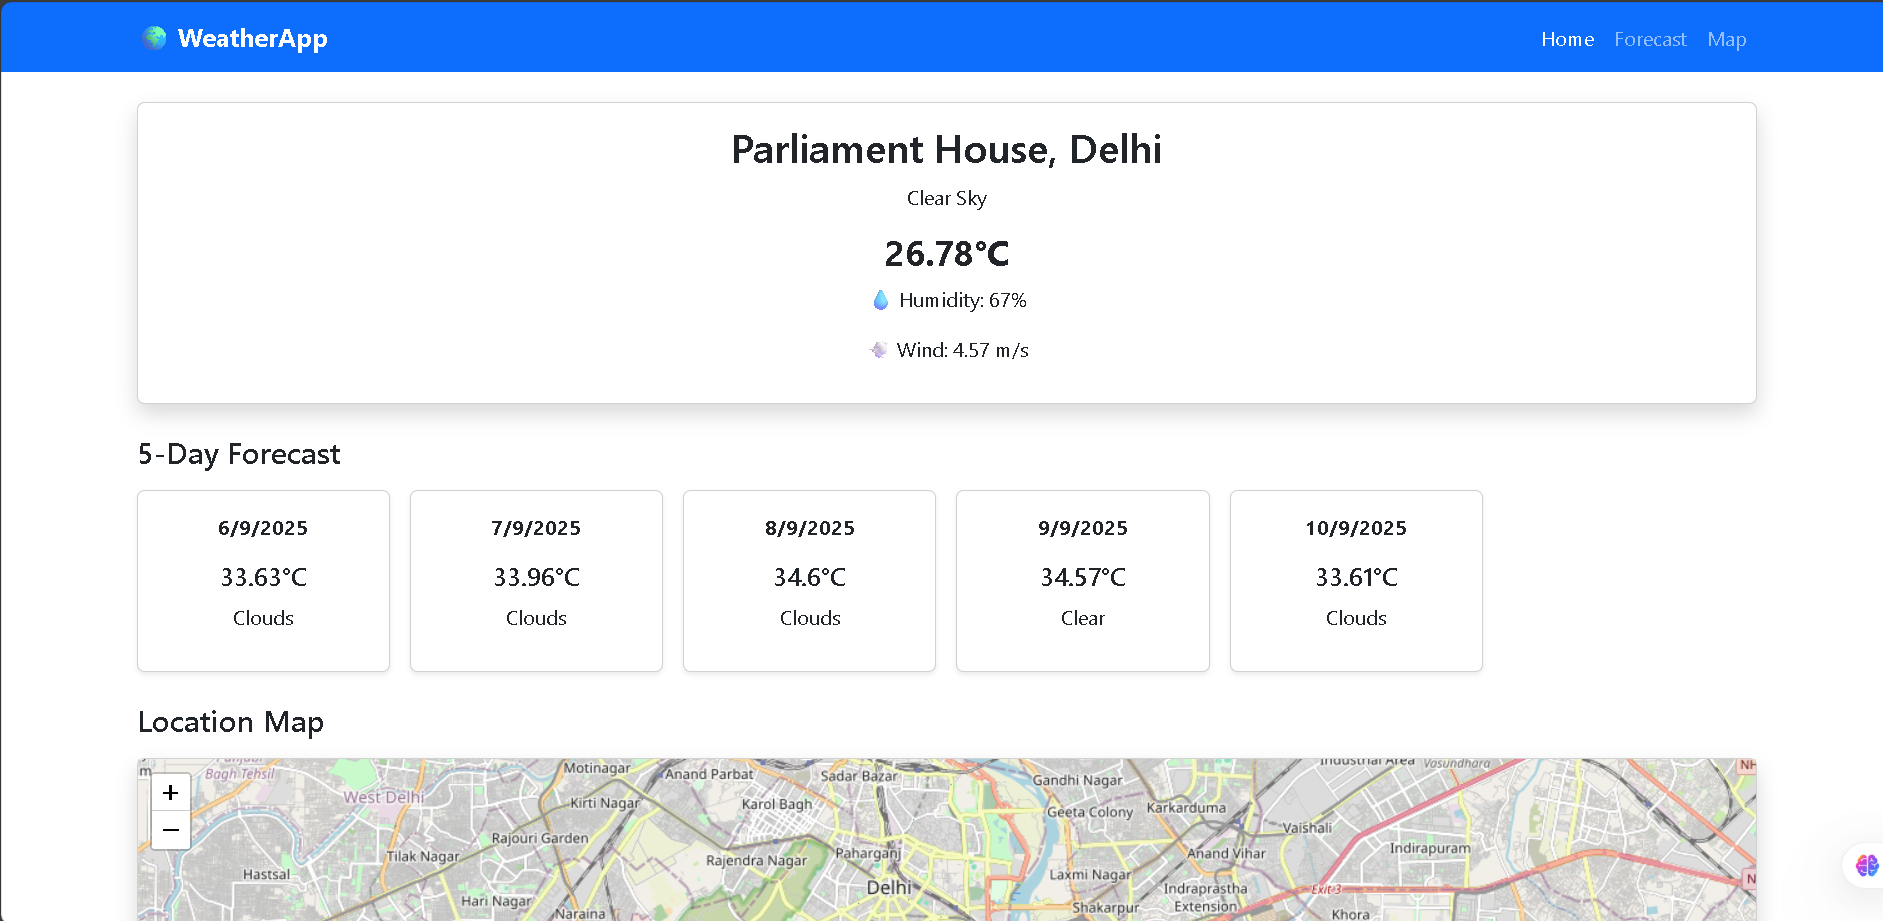 WeatherApp
Home Forecast Map
Parliament House, Delhi
Clear Sky
26.78°C
Humidity: 67%
Wind: 4.57 m/s
5-Day Forecast
6/9/2025
33.63°C
Clouds
7/9/2025
33.96°C
Clouds
8/9/2025
34.6°C
Clouds
9/9/2025
34.57°C
Clear
10/9/2025
33.61°C
Clouds
Location Map
+
−
Bagh Tehsil
West Delhi
Motinagar
Kirti Nagar
Anand Parbat
Sadar Bazar
Karol Bagh
Gandhi Nagar
Geeta Colony
Karkarduma
Industrial Area
Vasundhara
NH
Rajouri Garden
Tilak Nagar
Hastsal
Rajendra Nagar
Paharganj
Delhi
Laxmi Nagar
Anand Vihar
Vaishali
Indirapuram
Hari Nagar
Naraina
Shakarpur
Indraprastha
Extension
Exit 3
Khora
N